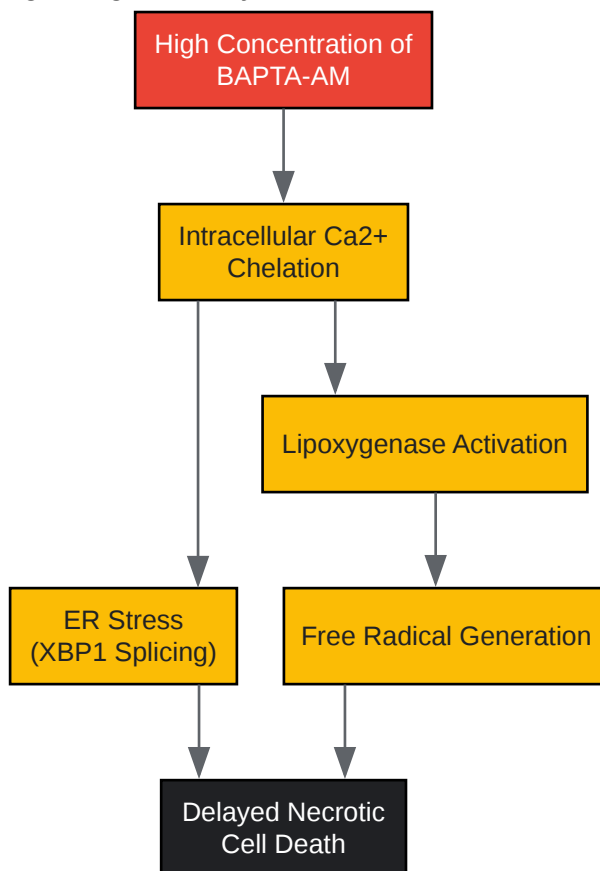 High Concentration of
BAPTA-AM
Intracellular Ca2+
Chelation
Lipoxygenase Activation
ER Stress
(XBP1 Splicing)
Free Radical Generation
Delayed Necrotic
Cell Death